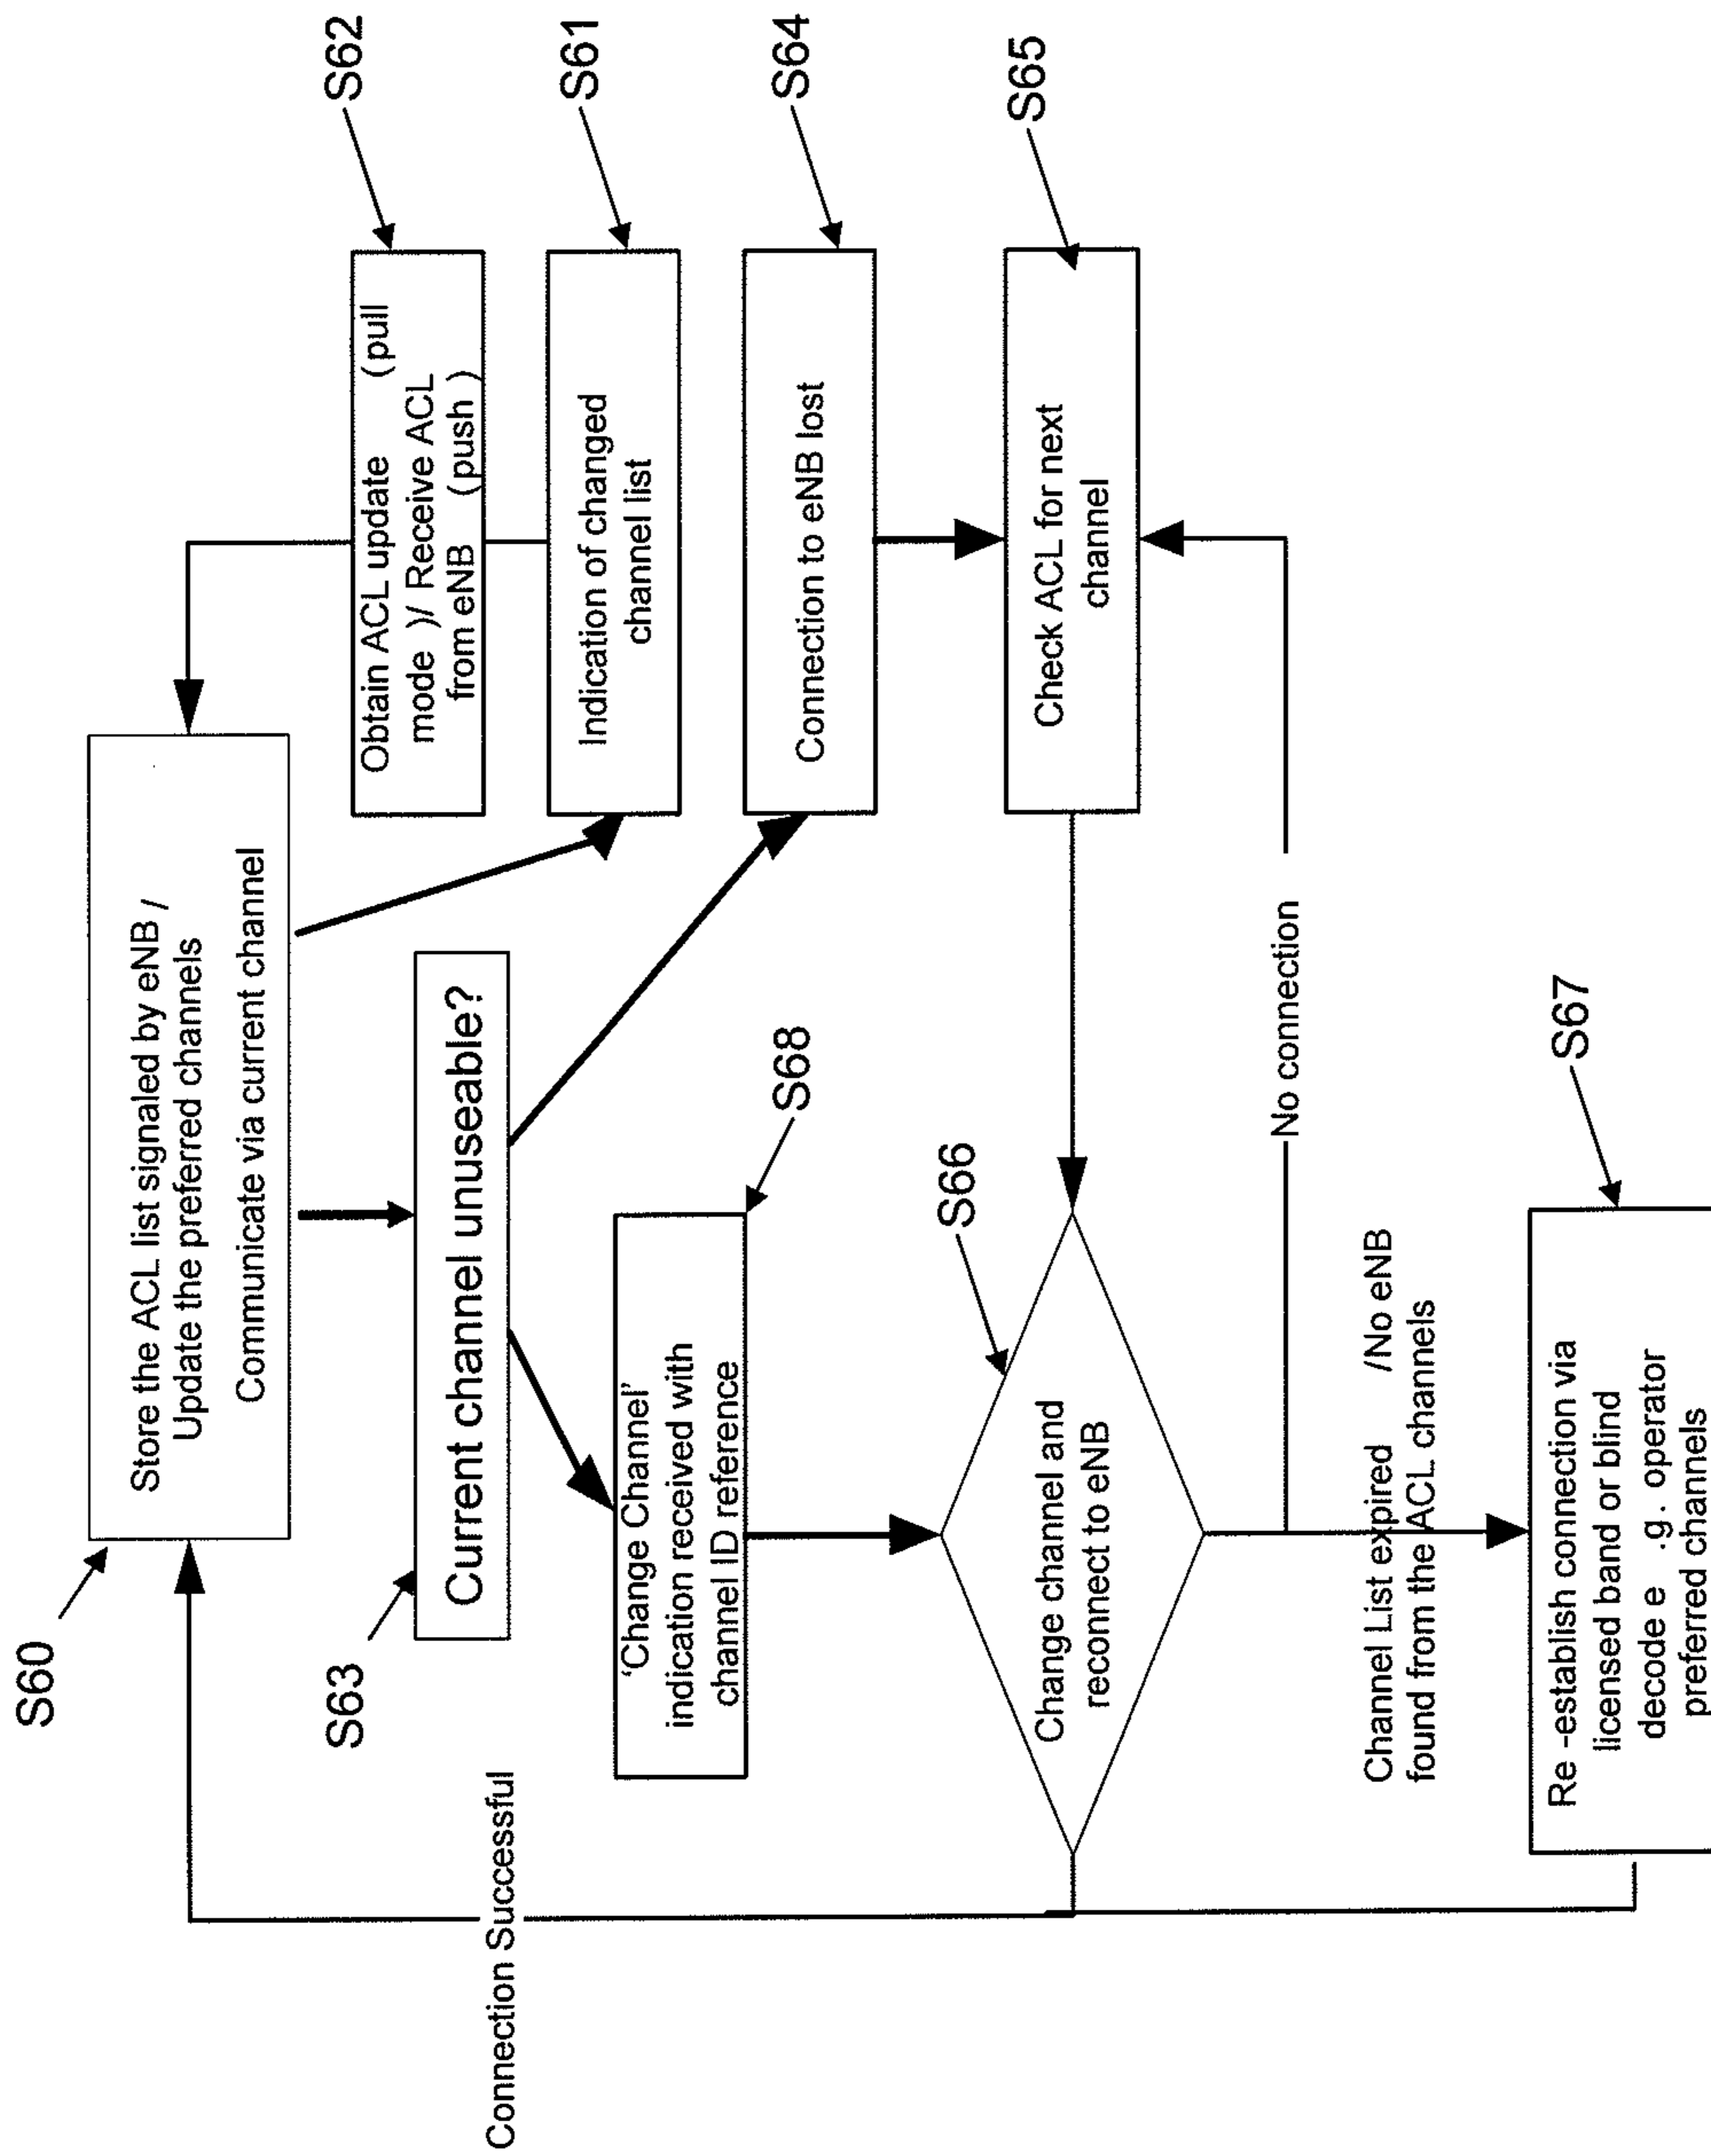 S60
Store the ACL list signaled by eNB /
Update the preferred channels
Communicate via current channel
S62
Obtain ACL update (pull
mode )/ Receive ACL
from eNB (push )
S61
Indication of changed
channel list
S63
Current channel unuseable?
S64
Connection to eNB lost
S68
'Change Channel'
indication received with
channel ID reference
S65
Check ACL for next
channel
S66
Change channel and
reconnect to eNB
Connection Successful
No connection
Channel List expired /No eNB
found from the ACL channels
S67
Re -establish connection via
licensed band or blind
decode e .g. operator
preferred channels